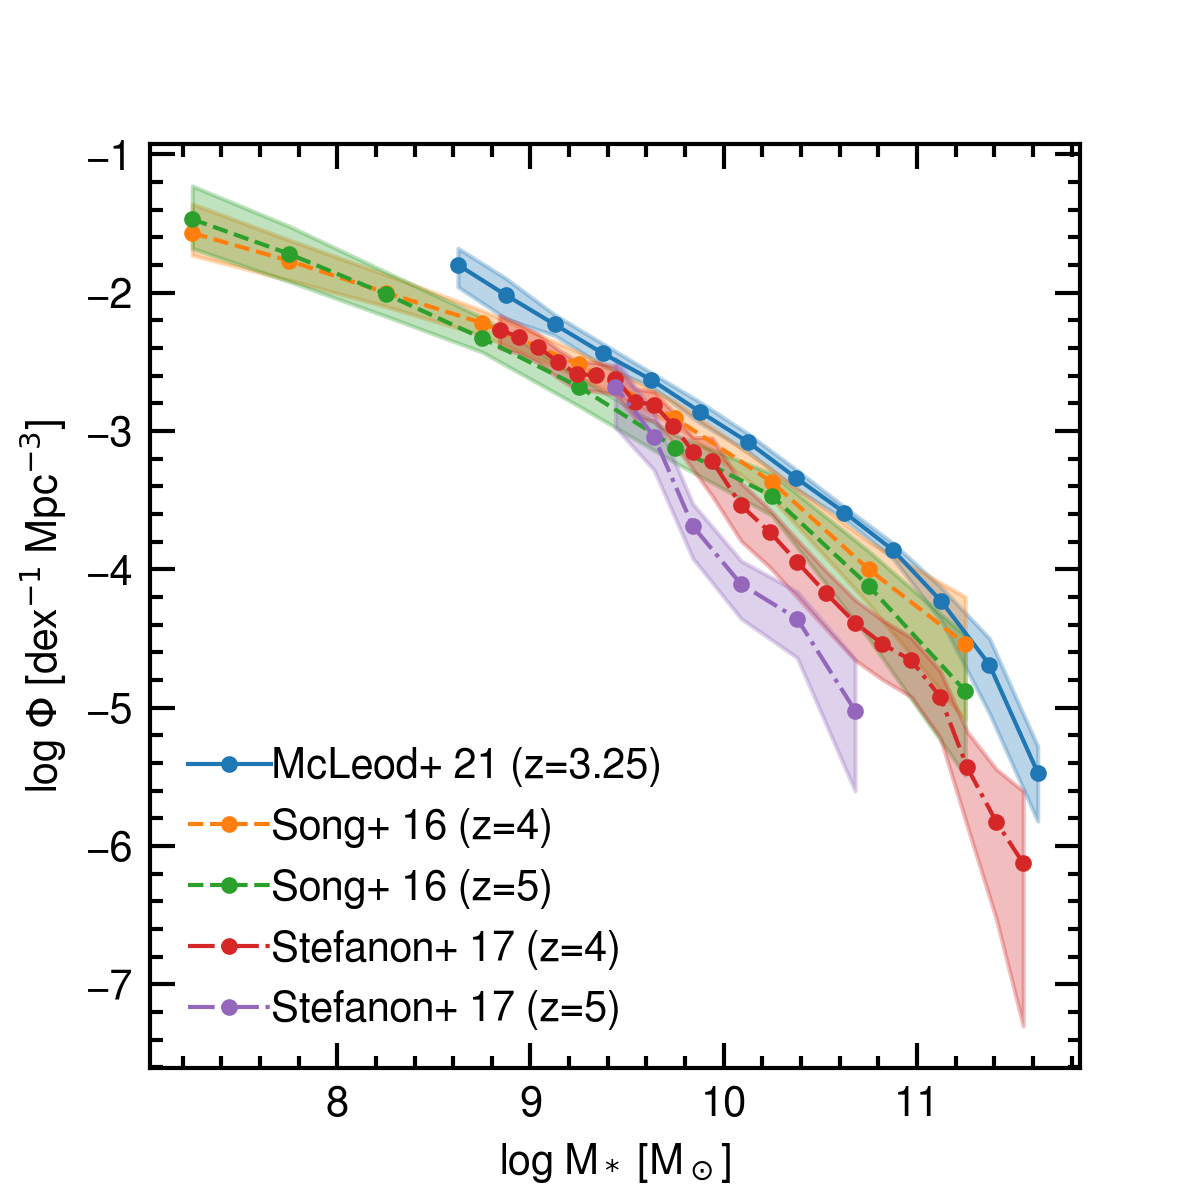 −1
−2
−3
−4
−5
−6
−7
log Φ [dex⁻¹ Mpc⁻³]
McLeod+ 21 (z=3.25)
Song+ 16 (z=4)
Song+ 16 (z=5)
Stefanon+ 17 (z=4)
Stefanon+ 17 (z=5)
8 9 10 11
log M∗ [M⊙]